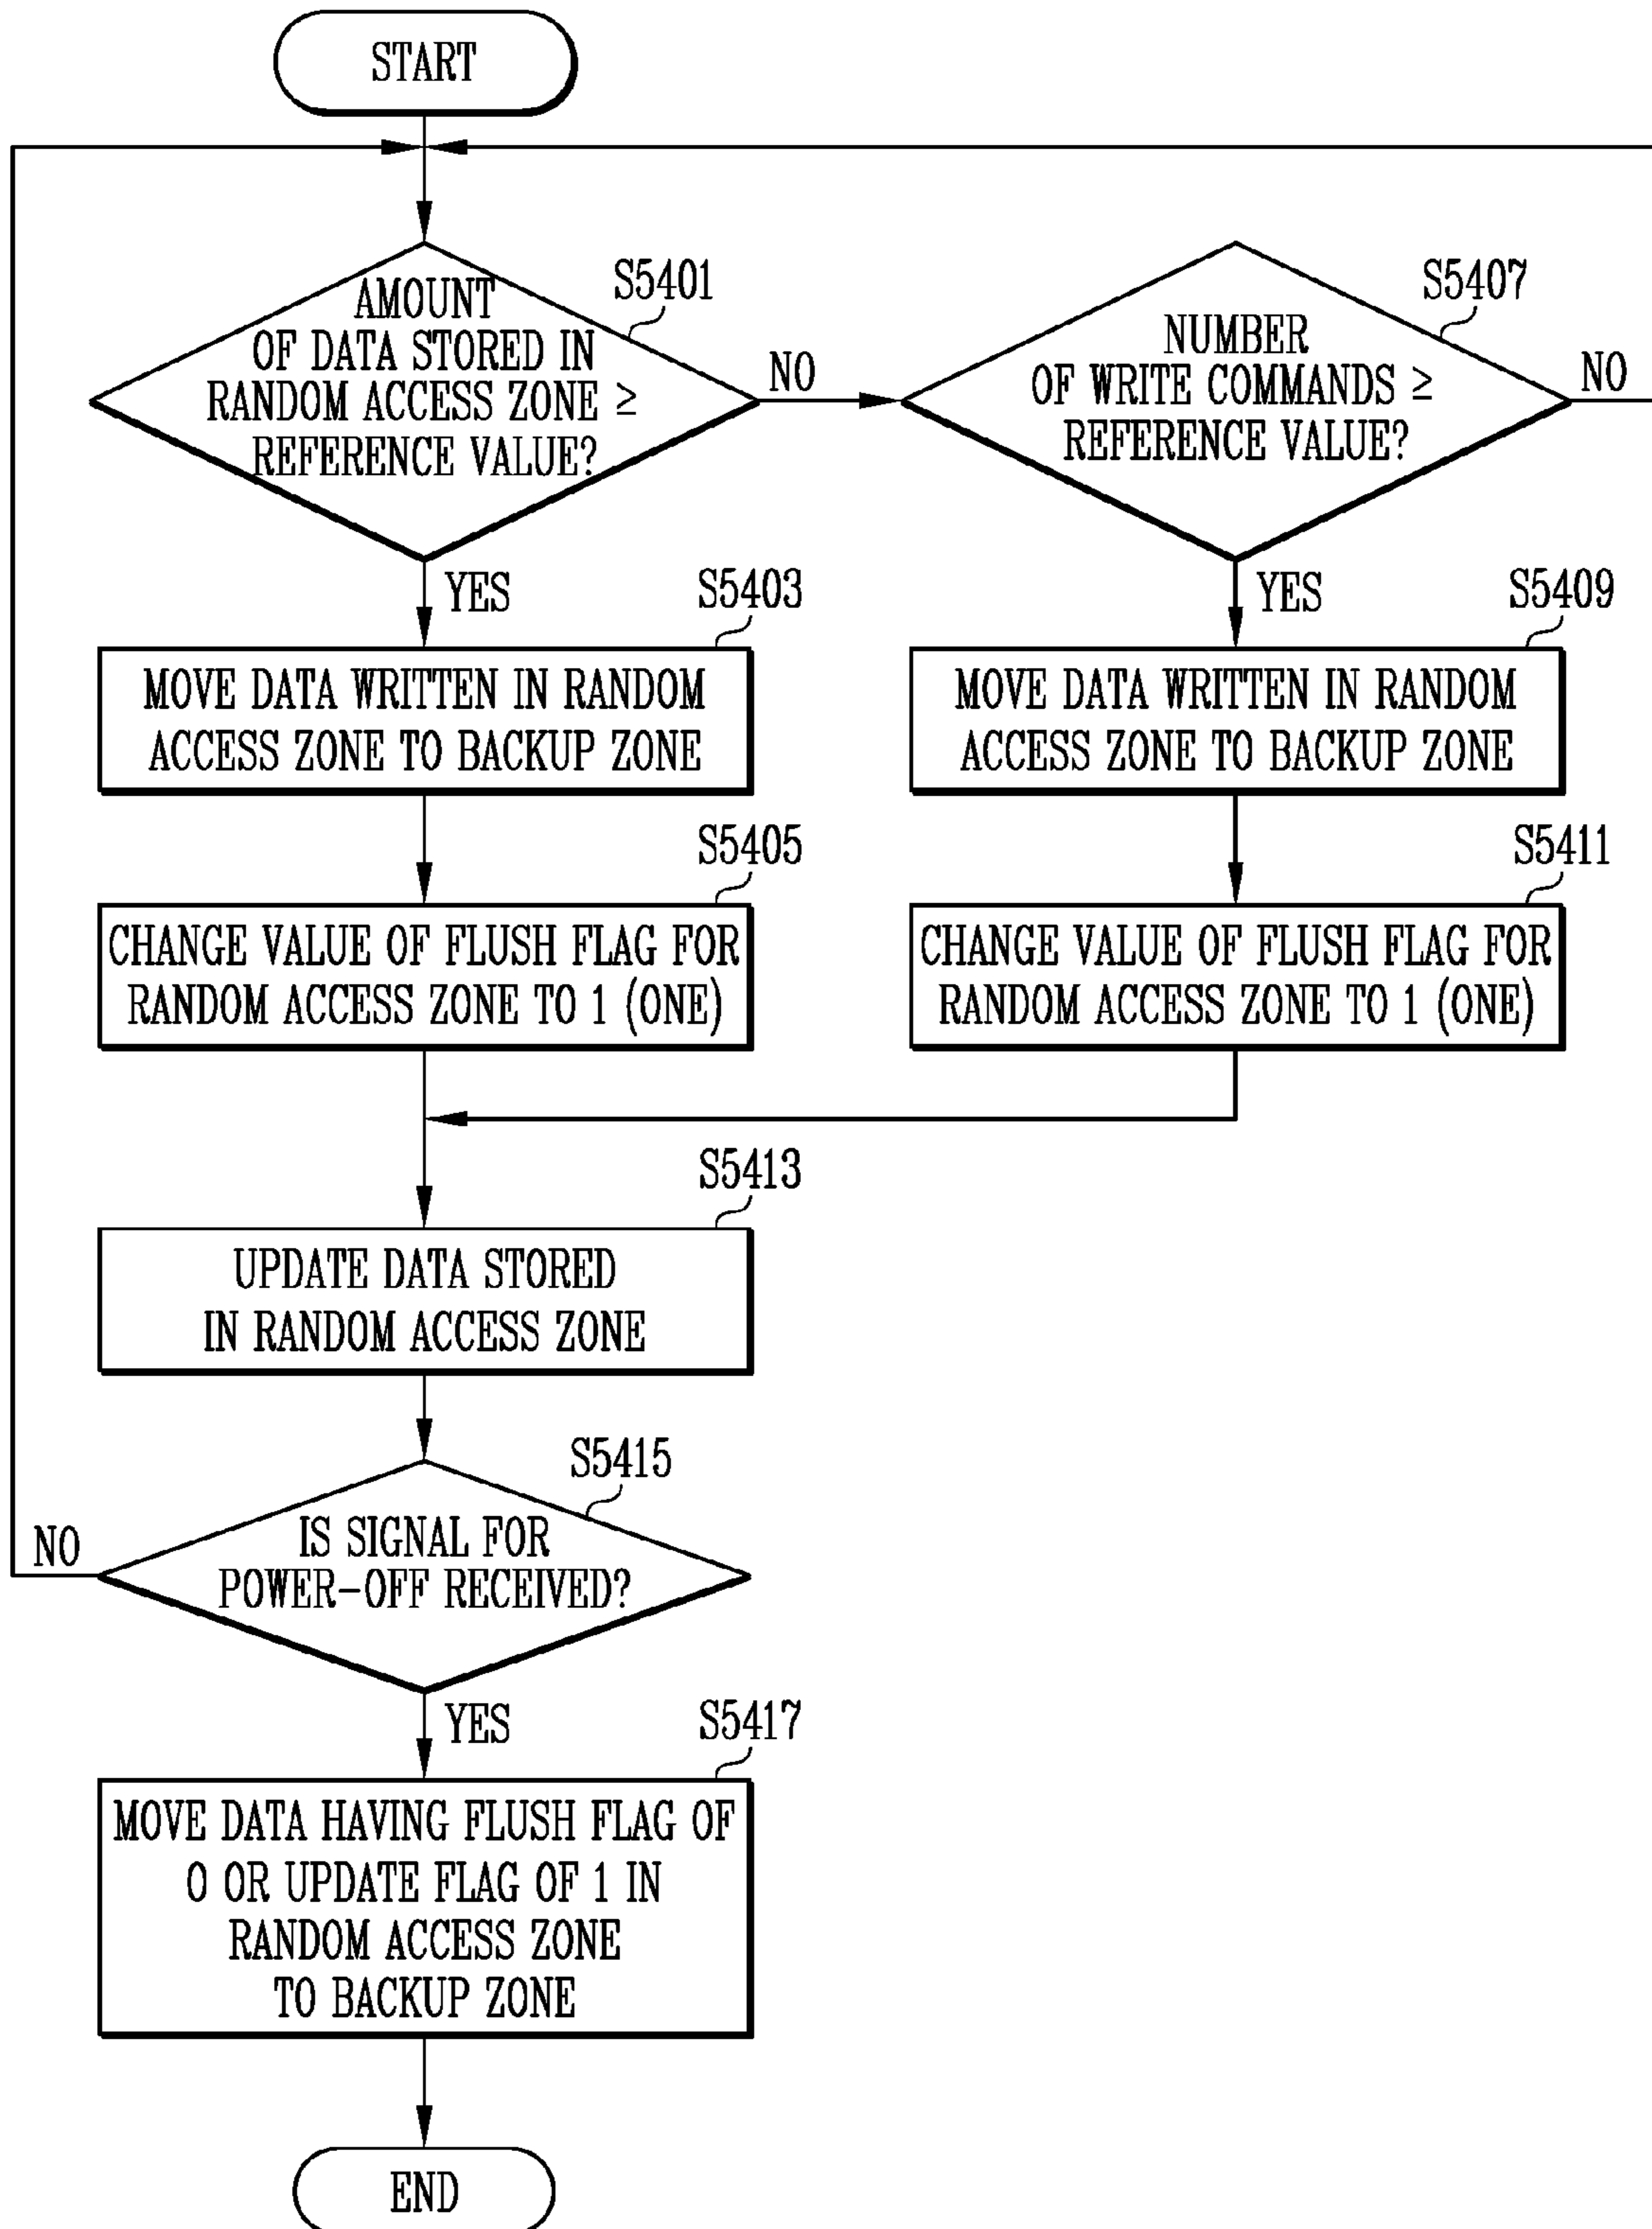 START
S5401
AMOUNT
OF DATA STORED IN
RANDOM ACCESS ZONE ≥
REFERENCE VALUE?
NO
S5407
NUMBER
OF WRITE COMMANDS ≥
REFERENCE VALUE?
NO
YES
S5403
MOVE DATA WRITTEN IN RANDOM
ACCESS ZONE TO BACKUP ZONE
YES
S5409
MOVE DATA WRITTEN IN RANDOM
ACCESS ZONE TO BACKUP ZONE
S5405
CHANGE VALUE OF FLUSH FLAG FOR
RANDOM ACCESS ZONE TO 1 (ONE)
S5411
CHANGE VALUE OF FLUSH FLAG FOR
RANDOM ACCESS ZONE TO 1 (ONE)
S5413
UPDATE DATA STORED
IN RANDOM ACCESS ZONE
S5415
IS SIGNAL FOR
POWER-OFF RECEIVED?
NO
YES
S5417
MOVE DATA HAVING FLUSH FLAG OF
0 OR UPDATE FLAG OF 1 IN
RANDOM ACCESS ZONE
TO BACKUP ZONE
END